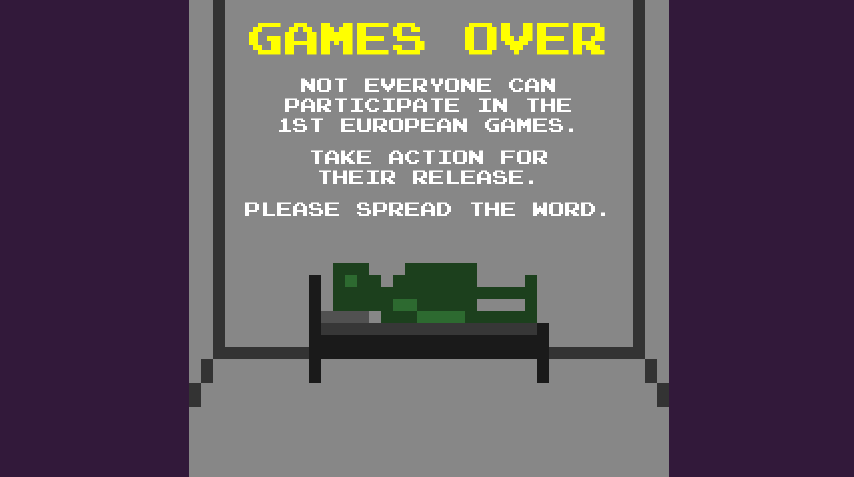 GAMES OVER
NOT EVERYONE CAN
PARTICIPATE IN THE
1ST EUROPEAN GAMES.
TAKE ACTION FOR
THEIR RELEASE.
PLEASE SPREAD THE WORD.